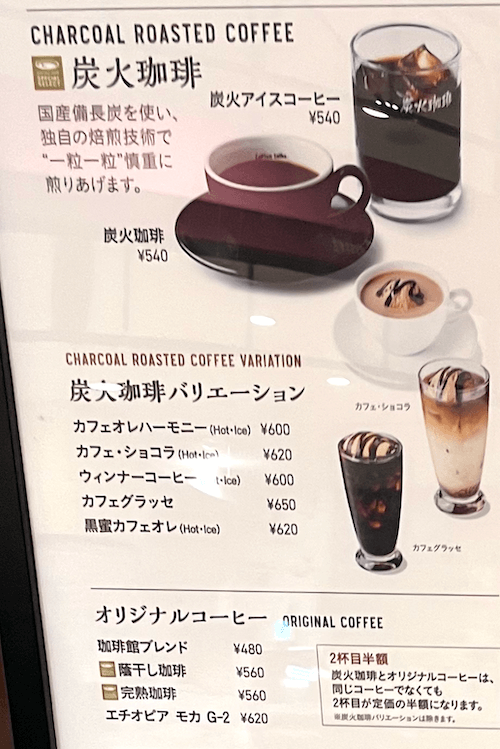 CHARCOAL ROASTED COFFEE
炭火珈琲
国産備長炭を使い、
独自の焙煎技術で
“一粒一粒”慎重に
煎りあげます。
炭火アイスコーヒー
¥540
炭火珈琲
炭火珈琲
¥540
CHARCOAL ROASTED COFFEE VARIATION
炭火珈琲バリエーション
カフェオレハーモニー(Hot・Ice) ¥600
カフェ・ショコラ(Hot・Ice) ¥620
ウィンナーコーヒー t・Ice) ¥600
カフェグラッセ ¥650
黒蜜カフェオレ(Hot・Ice) ¥620
カフェ・ショコラ
カフェグラッセ
オリジナルコーヒー ORIGINAL COFFEE
珈琲館ブレンド ¥480
蔭干し珈琲 ¥560
完熟珈琲 ¥560
エチオピア モカ G-2 ¥620
2杯目半額
炭火珈琲とオリジナルコーヒーは、
同じコーヒーでなくても
2杯目が定価の半額になります。
※炭火珈琲バリエーションは除きます。